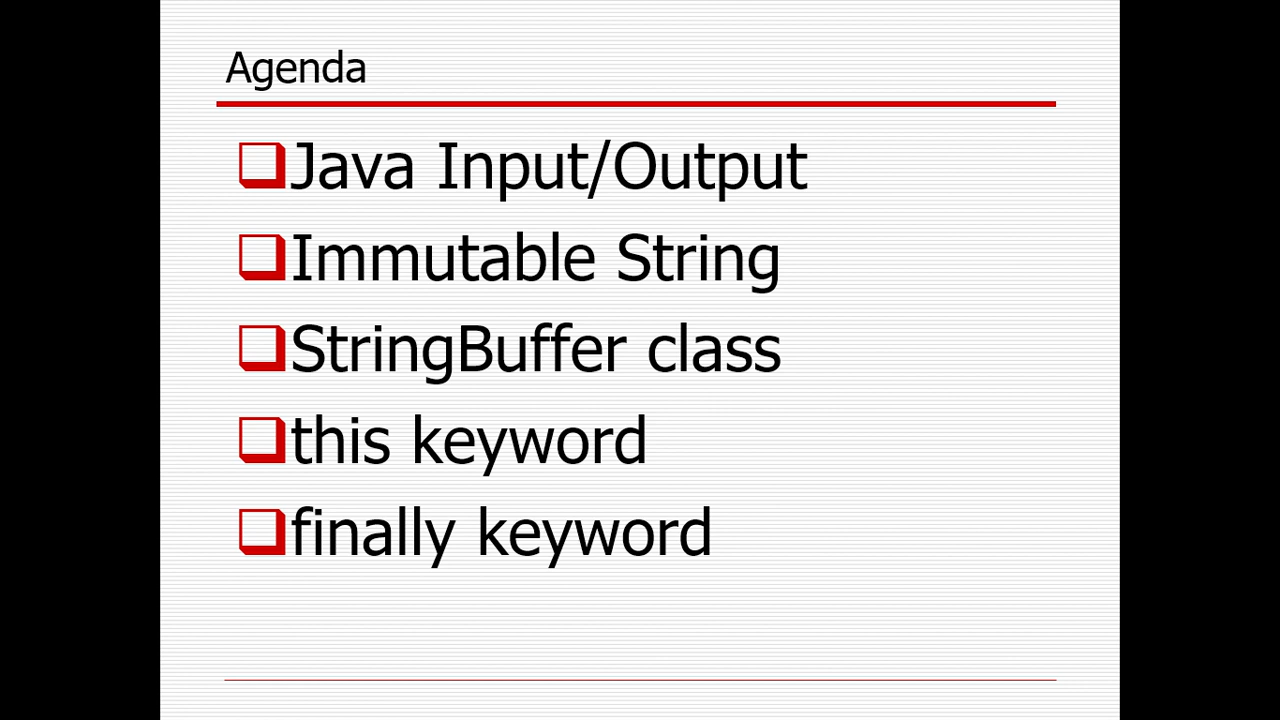 Agenda
Java Input/Output
Immutable String
StringBuffer class
this keyword
finally keyword